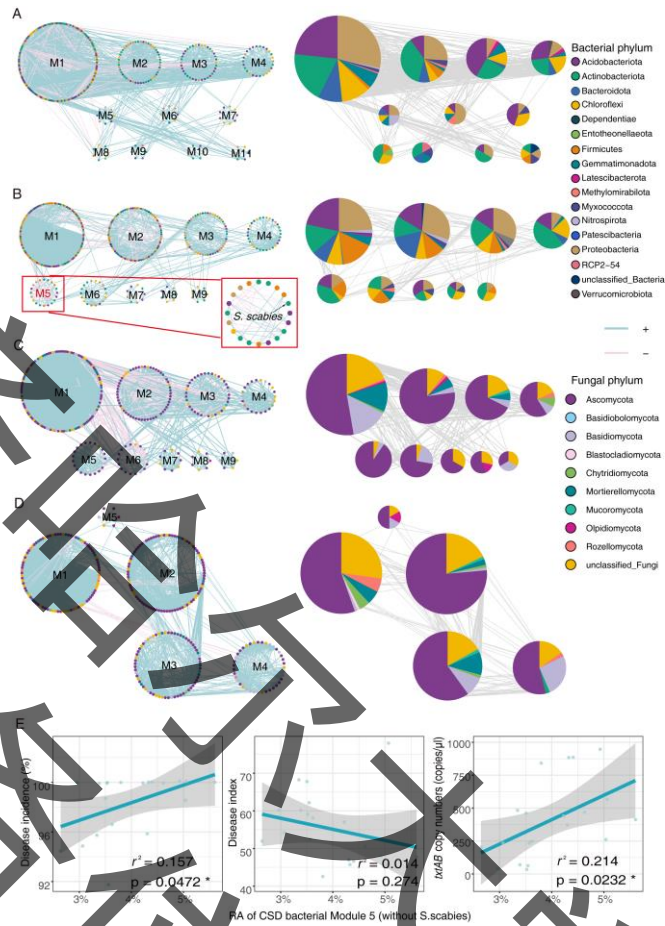 A
M1
M2
M3
M4
M5
M6
M7
M8
M9
M10
M11
Bacterial phylum
Acidobacteriota
Actinobacteriota
Bacteroidota
Chloroflexi
Dependentiae
Entotheonellaeota
Firmicutes
Gemmatimonadota
Latescibacterota
Methylomirabilota
Myxococcota
Nitrospirota
Patescibacteria
Proteobacteria
RCP2-54
unclassified_Bacteria
Verrucomicrobiota
B
M1
M2
M3
M4
M5
M6
M7
M8
M9
S. scabies
+
−
C
M1
M2
M3
M4
M5
M6
M7
M8
M9
Fungal phylum
Ascomycota
Basidiobolomycota
Basidiomycota
Blastocladiomycota
Chytridiomycota
Mortierellomycota
Mucoromycota
Olpidiomycota
Rozellomycota
unclassified_Fungi
D
M5
M1
M2
M3
M4
E
Disease incidence (%)
100
96
92
r² = 0.157
p = 0.0472 *
3% 4% 5%
Disease index
70
60
50
40
r² = 0.014
p = 0.274
3% 4% 5%
txtAB copy numbers (copies/μl)
1000
750
500
250
0
r² = 0.214
p = 0.0232 *
3% 4% 5%
RA of CSD bacterial Module 5 (without S.scabies)